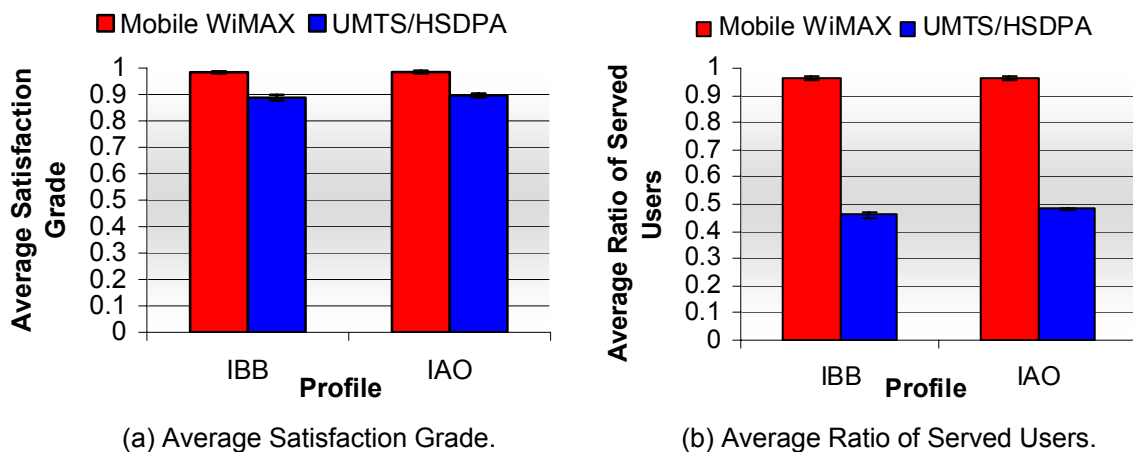 Mobile WiMAX UMTS/HSDPA
Average Satisfaction
Grade
1
0.9
0.8
0.7
0.6
0.5
0.4
0.3
0.2
0.1
0
IBB IAO
Profile
(a) Average Satisfaction Grade.
Mobile WiMAX UMTS/HSDPA
Average Ratio of Served
Users
1
0.9
0.8
0.7
0.6
0.5
0.4
0.3
0.2
0.1
0
IBB IAO
Profile
(b) Average Ratio of Served Users.